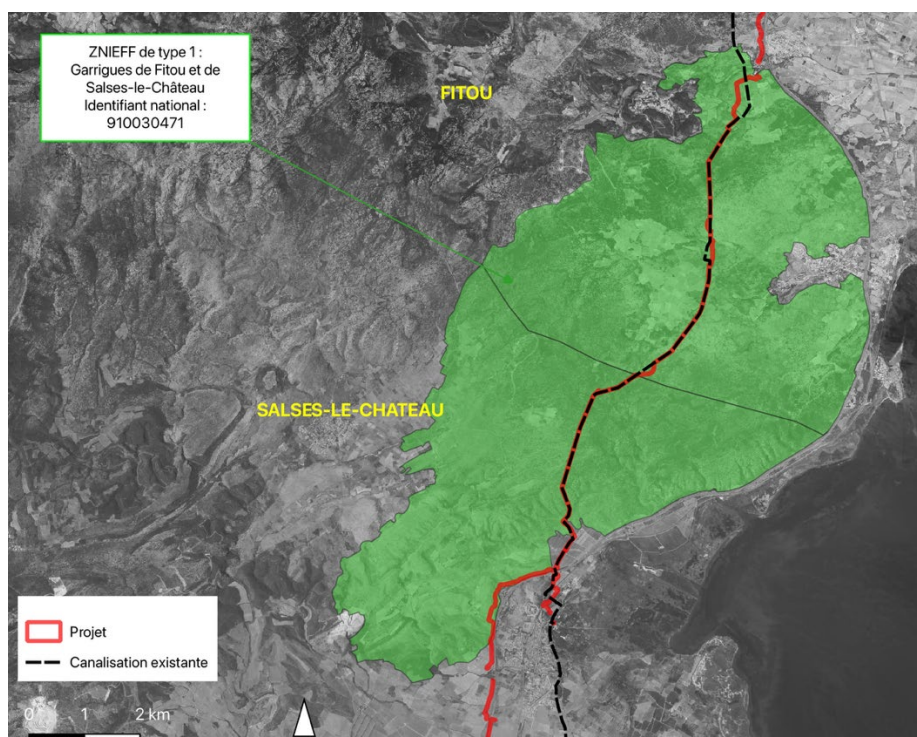 ZNIEFF de type 1 :
Garrigues de Fitou et de
Salses-le-Château
Identifiant national :
910030471
FITOU
SALSES-LE-CHATEAU
Projet
Canalisation existante
0 1 2 km